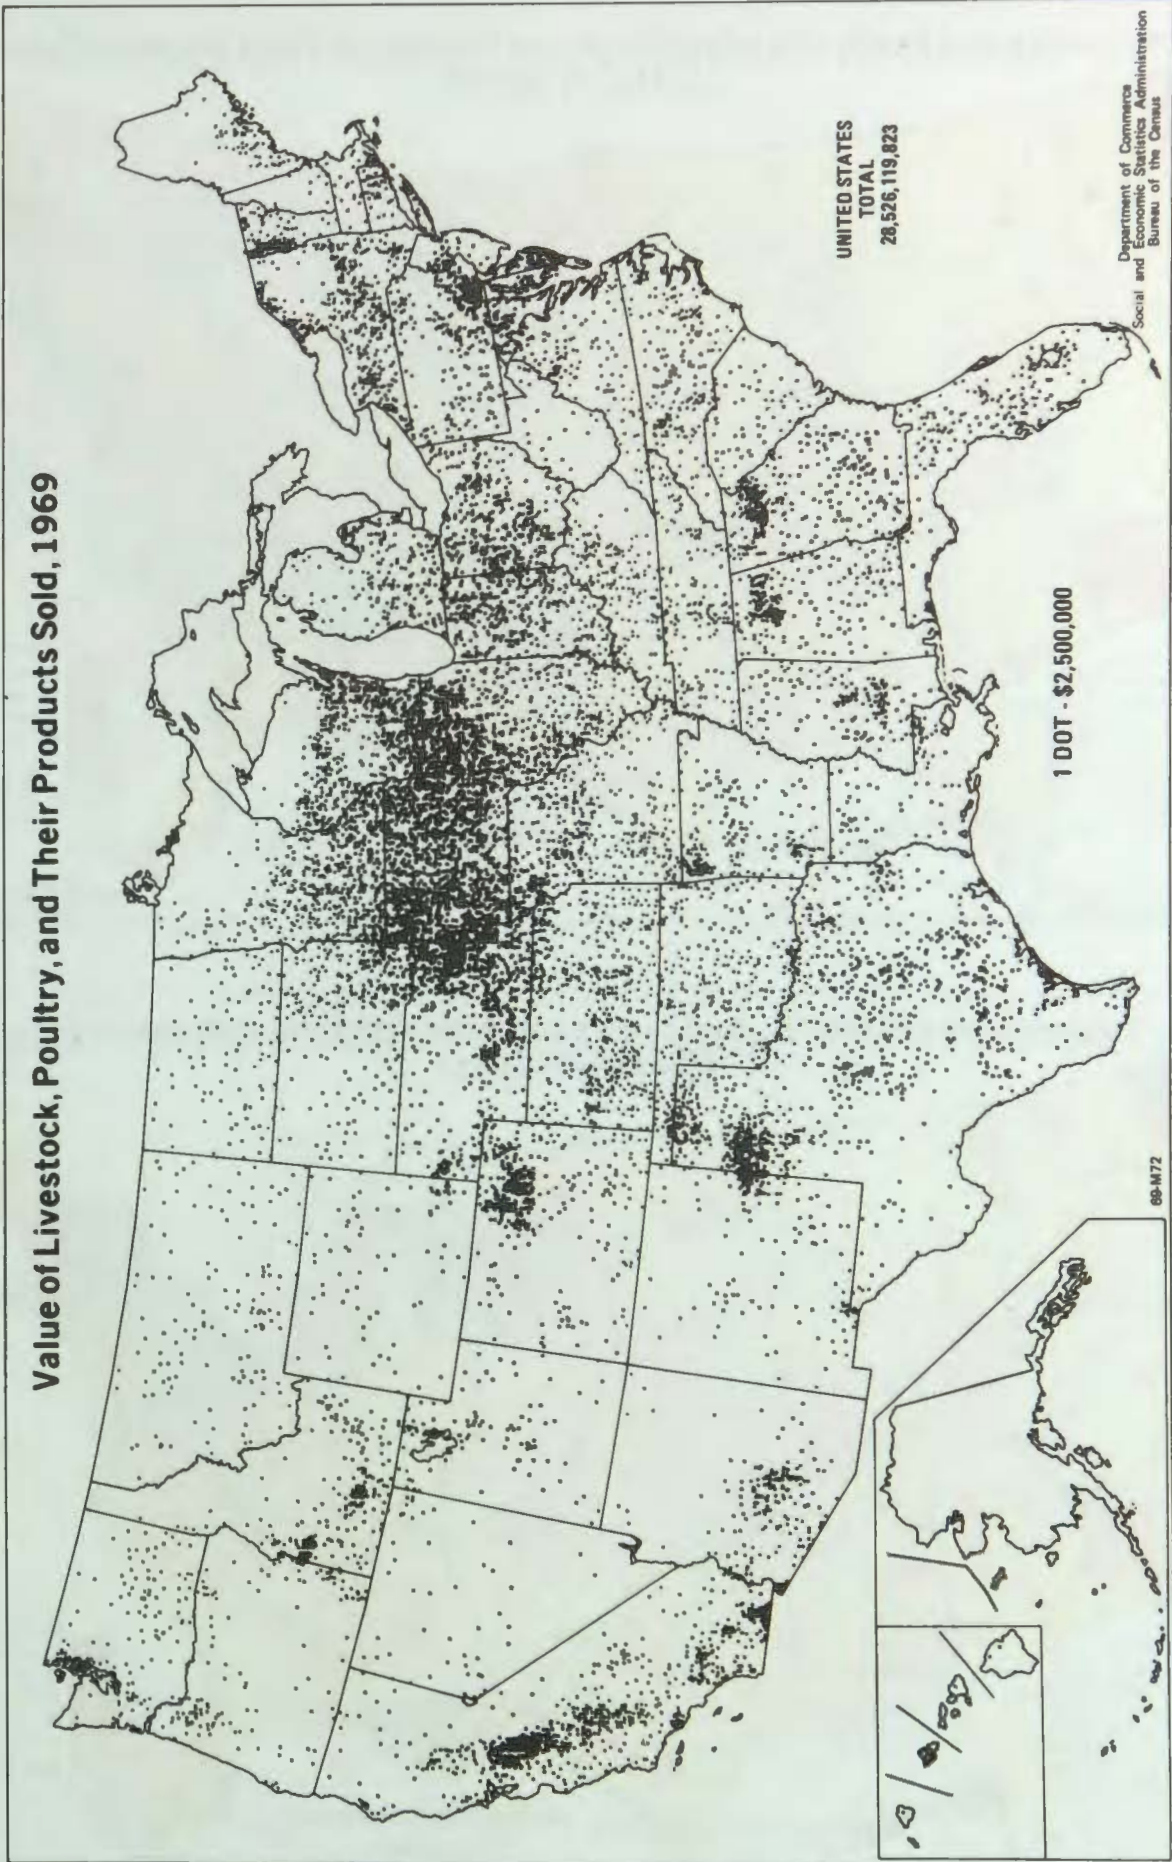 Value of Livestock, Poultry, and Their Products Sold, 1969
UNITED STATES
TOTAL
28,526,119,823
1 DOT - $2,500,000
69-M72
Department of Commerce
Social and Economic Statistics Administration
Bureau of the Census